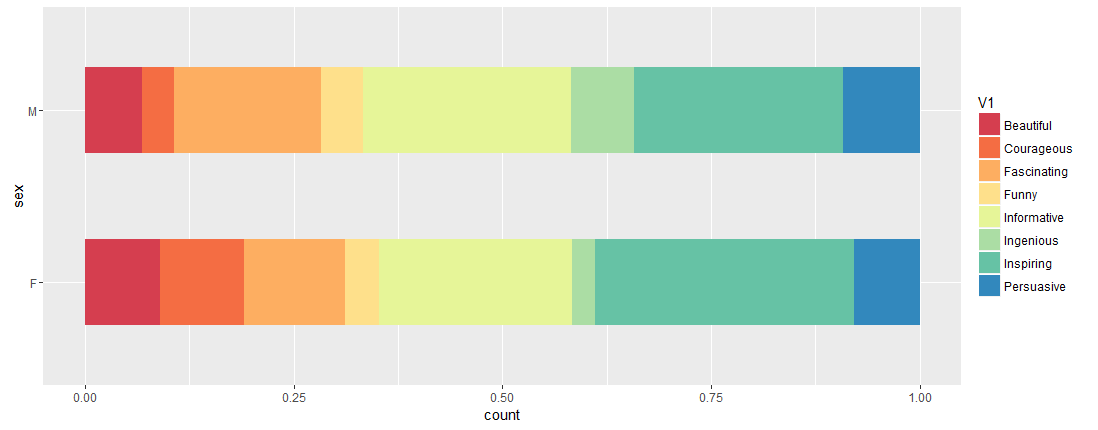 M
F
sex
0.00
0.25
0.50
0.75
1.00
count
V1
Beautiful
Courageous
Fascinating
Funny
Informative
Ingenious
Inspiring
Persuasive